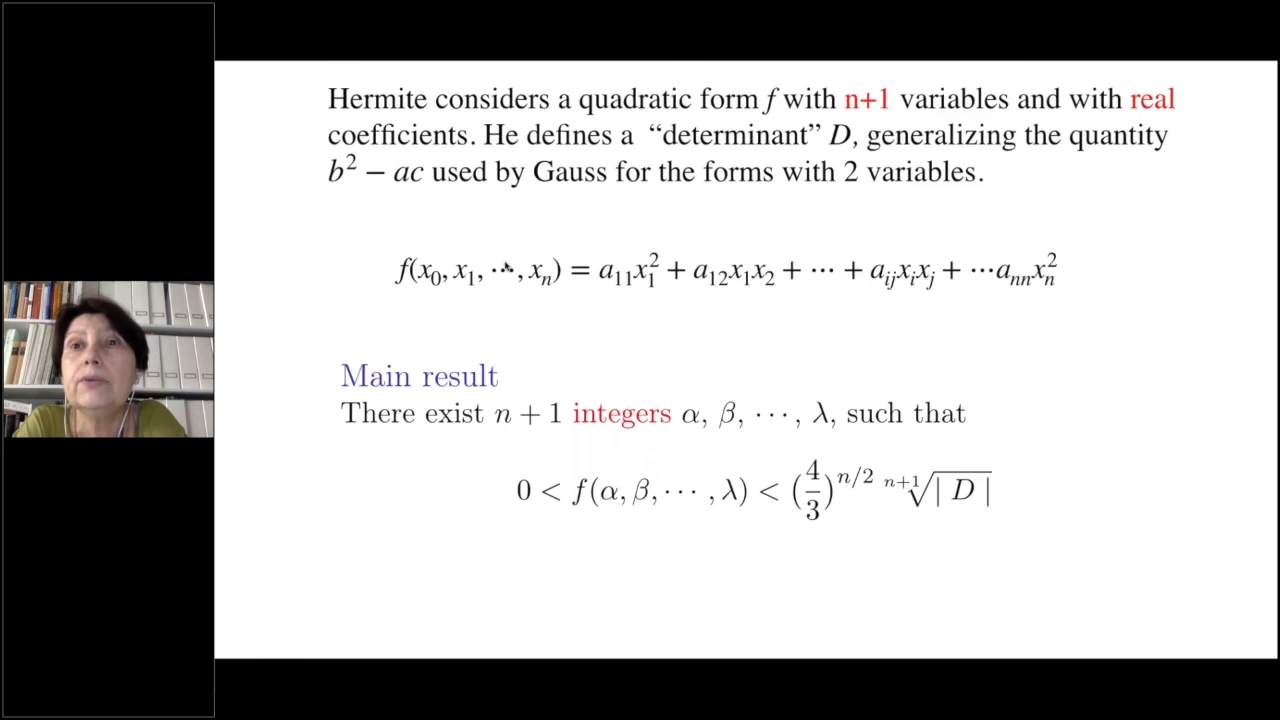 Hermite considers a quadratic form f with n+1 variables and with real
coefficients. He defines a “determinant” D, generalizing the quantity
b² − ac used by Gauss for the forms with 2 variables.
f(x₀, x₁, ⋯, xₙ) = a₁₁x₁² + a₁₂x₁x₂ + ⋯ + aᵢⱼxᵢxⱼ + ⋯aₙₙxₙ²
Main result
There exist n + 1 integers α, β, ⋯, λ, such that
0 < f(α, β, ⋯, λ) < (4/3)^{n/2} ⁿ⁺¹√| D |